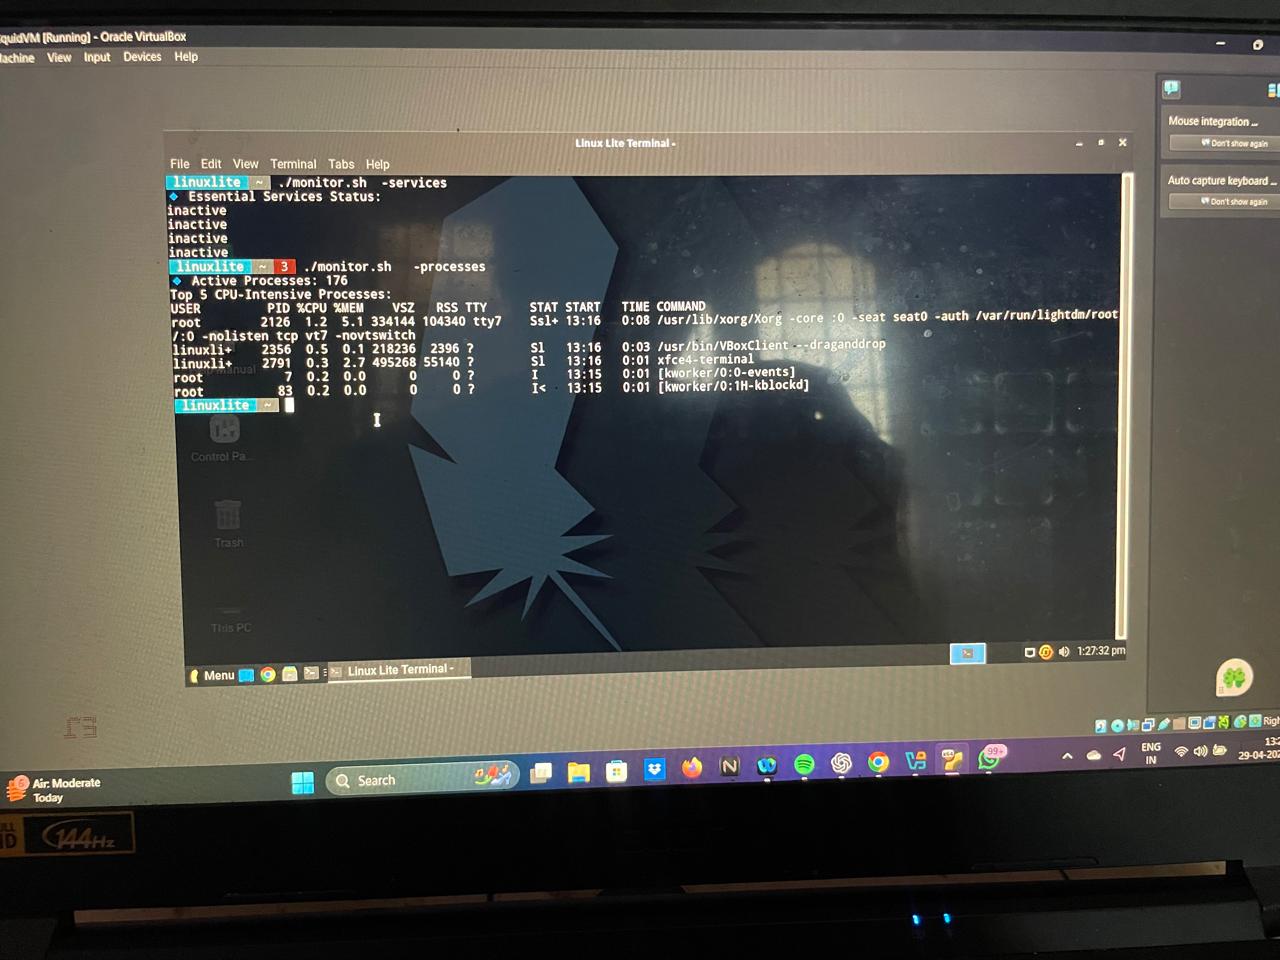 quidVM [Running] - Oracle VirtualBox
achine View Input Devices Help
Mouse integration ...
Don't show again
Auto capture keyboard ...
Don't show again
Linux Lite Terminal -
File Edit View Terminal Tabs Help
linuxlite ~ ./monitor.sh -services
Essential Services Status:
inactive
inactive
inactive
inactive
linuxlite ~ 3 ./monitor.sh -processes
Active Processes: 176
Top 5 CPU-Intensive Processes:
USER PID %CPU %MEM VSZ RSS TTY STAT START TIME COMMAND
root 2126 1.2 5.1 334144 104340 tty7 Ssl+ 13:16 0:08 /usr/lib/xorg/Xorg -core :0 -seat seat0 -auth /var/run/lightdm/root
/:0 -nolisten tcp vt7 -novtswitch
linuxli+ 2356 0.5 0.1 218236 2396 ? Sl 13:16 0:03 /usr/bin/VBoxClient --draganddrop
linuxli+ 2791 0.3 2.7 495268 55140 ? Sl 13:16 0:01 xfce4-terminal
root 7 0.2 0.0 0 0 ? I 13:15 0:01 [kworker/0:0-events]
root 83 0.2 0.0 0 0 ? I< 13:15 0:01 [kworker/0:1H-kblockd]
linuxlite ~
Control Pa...
Trash
This PC
Menu Linux Lite Terminal - 1:27:32 pm
Righ
Air: Moderate
Today
Search
99+
ENG
IN
13:2
29-04-202
144Hz